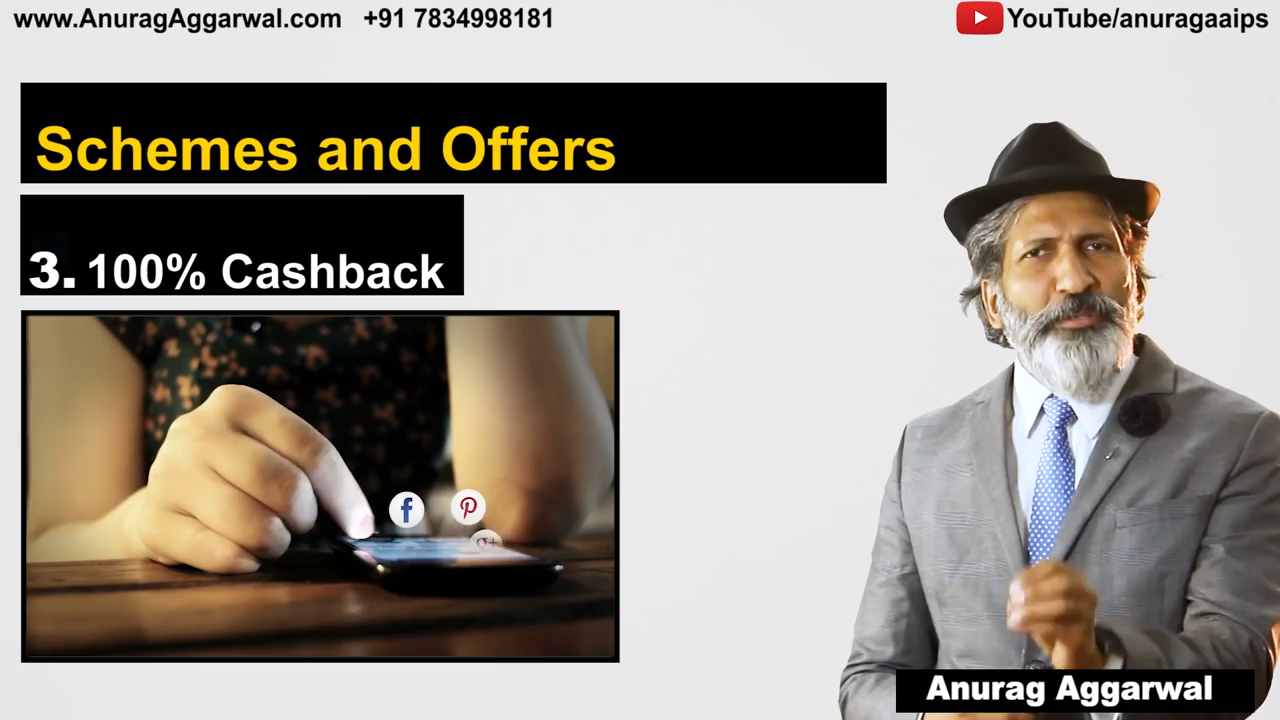 www.AnuragAggarwal.com +91 7834998181
YouTube/anuragaaips
Schemes and Offers
3. 100% Cashback
f
g+
Anurag Aggarwal